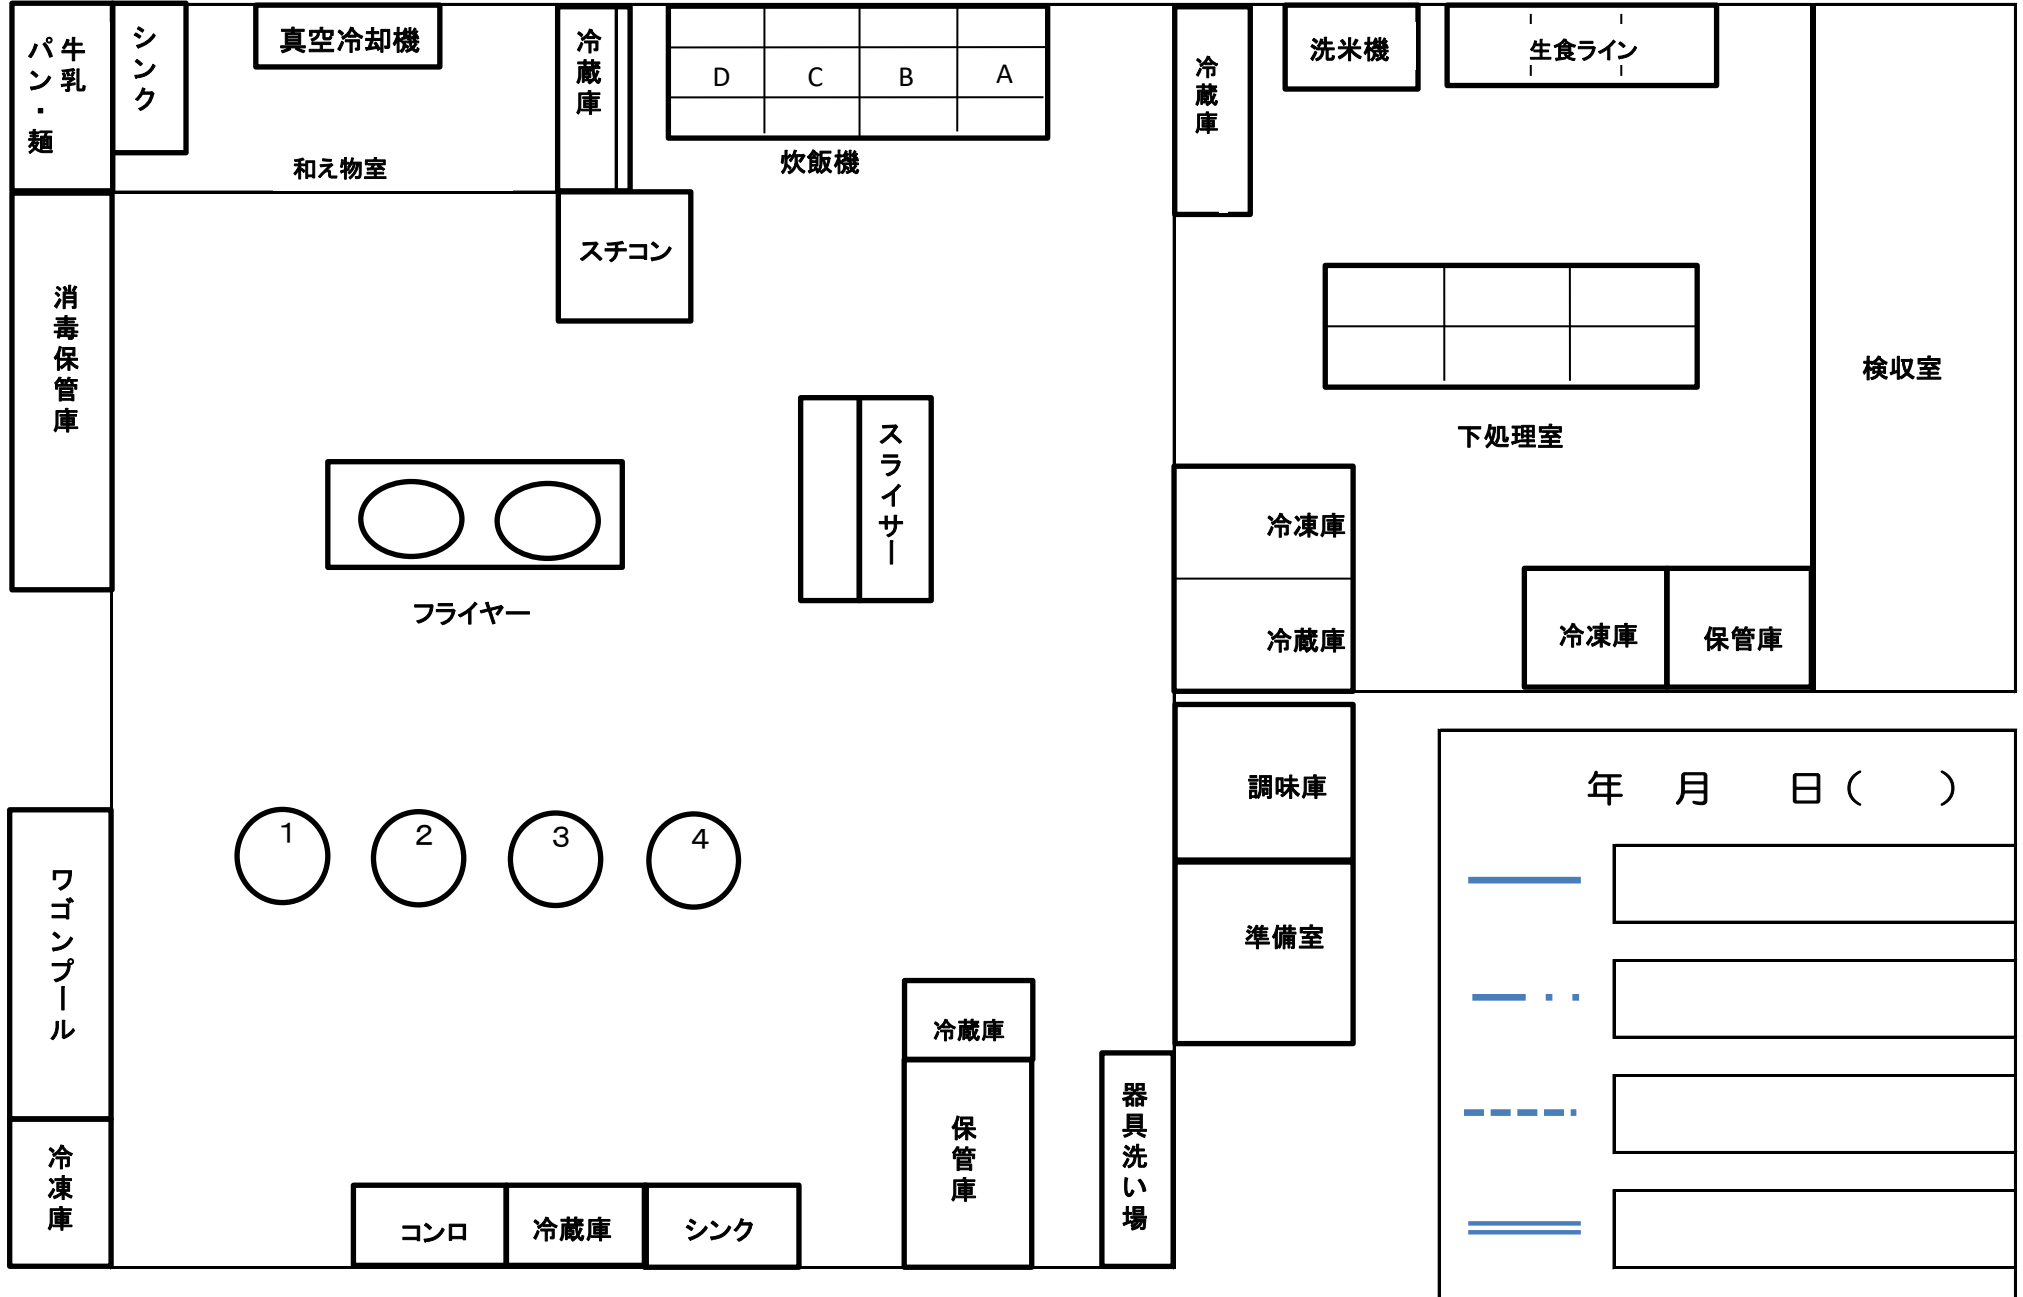 牛乳
パン・麺
シンク
真空冷却機
冷蔵庫
D C B A
炊飯機
和え物室
冷蔵庫
洗米機
生食ライン
スチコン
消毒保管庫
スライサー
下処理室
検収室
フライヤー
冷凍庫
冷蔵庫
冷凍庫
保管庫
調味庫
準備室
1
2
3
4
ワゴンプール
冷凍庫
コンロ
冷蔵庫
シンク
冷蔵庫
保管庫
器具洗い場
年 月 日( )